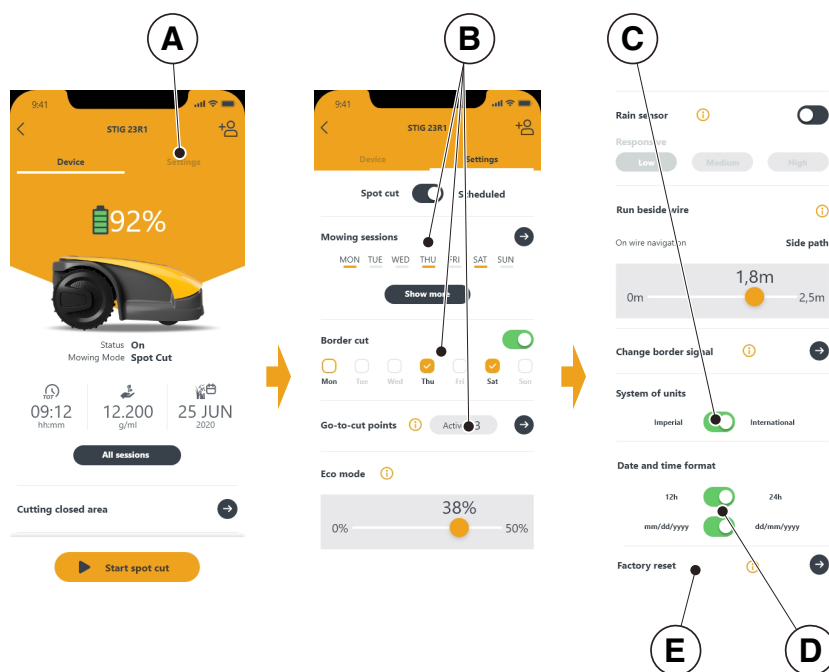 A
B
C
9:41
STIG 23R1
Device
Settings
92%
Status On
Mowing Mode Spot Cut
TOT
09:12
hh:mm
12.200
g/ml
25 JUN
2020
All sessions
Cutting closed area
Start spot cut
9:41
STIG 23R1
Device
Settings
Spot cut
Scheduled
Mowing sessions
MON TUE WED THU FRI SAT SUN
Show more
Border cut
Mon Tue Wed Thu Fri Sat Sun
Go-to-cut points
3
Eco mode
38%
0%
50%
Rain sensor
Responsive
Low
Medium
High
Run beside wire
On wire navigation
Side path
1,8m
0m
2,5m
Change border signal
System of units
Imperial
International
Date and time format
12h
24h
mm/dd/yyyy
dd/mm/yyyy
Factory reset
E
D